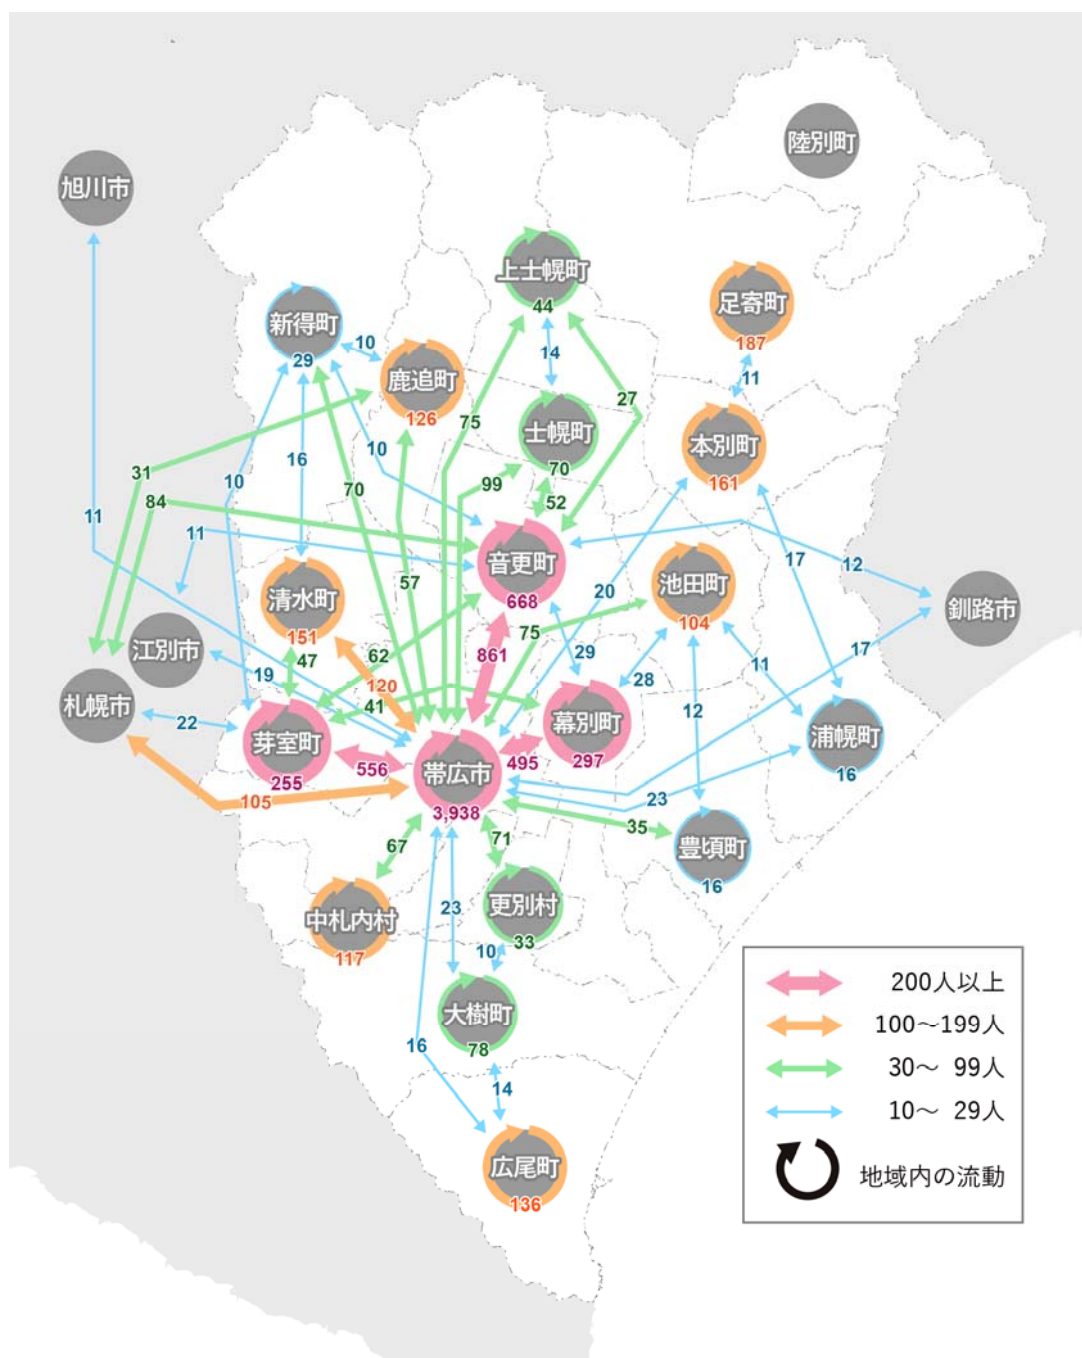 陸別町
旭川市
上士幌町
44
足寄町
187
新得町
29
10
鹿追町
126
14
11
27
75
士幌町
70
本別町
161
10
16
31
10
70
99
52
84
11
11
17
12
音更町
668
池田町
104
57
20
清水町
151
釧路市
江別市
47
62
861
75
29
17
19
120
28
11
札幌市
22
41
12
芽室町
255
556
帯広市
3,938
495
幕別町
297
浦幌町
16
105
23
35
豊頃町
16
67
71
中札内村
117
23
更別村
33
10
大樹町
78
16
14
広尾町
136
200人以上
100～199人
30～ 99人
10～ 29人
地域内の流動